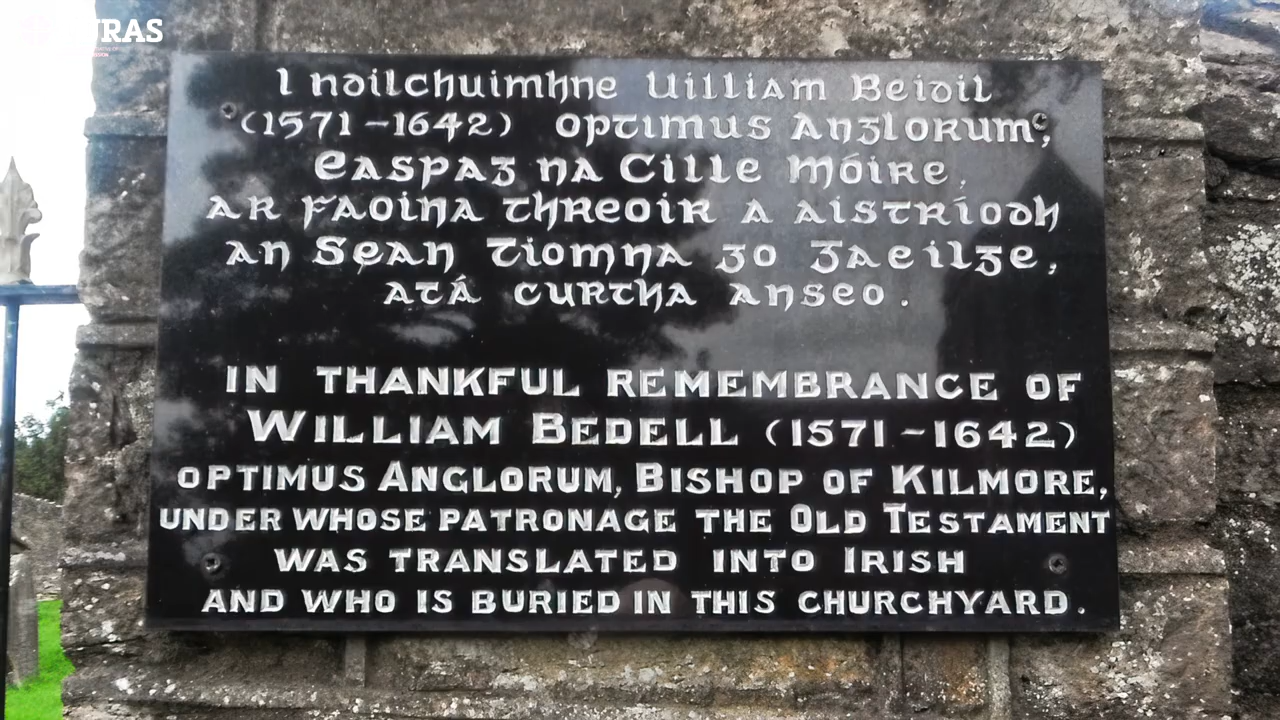 URAS
I ndilchuimhne Uilliam Beidil
(1571-1642) optimus Anglorum,
Easpag na Cille Móire,
ar faoina threoir a aistríodh
an Sean Tiomna go Gaeilge,
atá curtha anseo.
IN THANKFUL REMEMBRANCE OF
WILLIAM BEDELL (1571-1642)
OPTIMUS ANGLORUM, BISHOP OF KILMORE,
UNDER WHOSE PATRONAGE THE OLD TESTAMENT
WAS TRANSLATED INTO IRISH
AND WHO IS BURIED IN THIS CHURCHYARD.